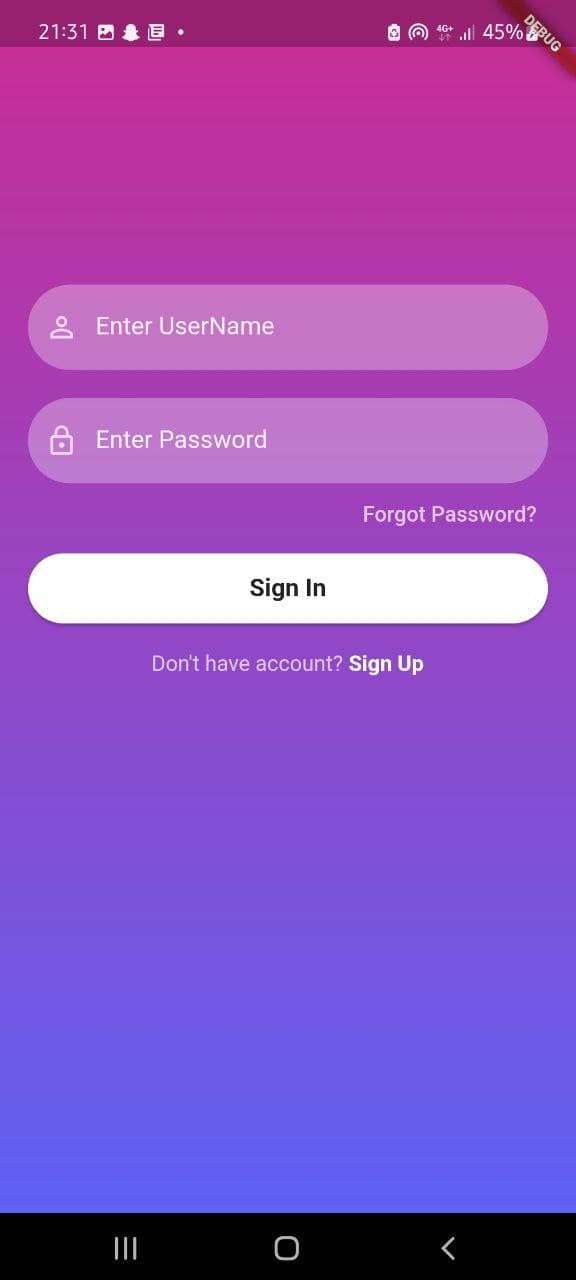 21:31 4G+ 45%
DEBUG
Enter UserName
Enter Password
Forgot Password?
Sign In
Don't have account? Sign Up